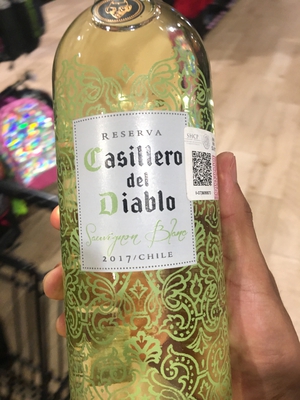 RESERVA
Casillero
del
Diablo
Sauvignon Blanc
2017/CHILE